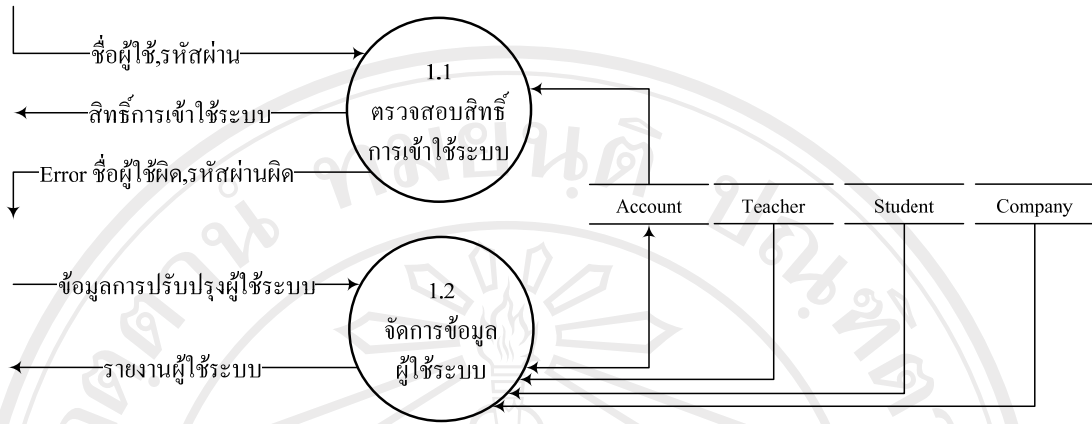 ชื่อผู้ใช้,รหัสผ่าน
สิทธิ์การเข้าใช้ระบบ
Error ชื่อผู้ใช้ผิด,รหัสผ่านผิด
1.1
ตรวจสอบสิทธิ์
การเข้าใช้ระบบ
Account
Teacher
Student
Company
ข้อมูลการปรับปรุงผู้ใช้ระบบ
รายงานผู้ใช้ระบบ
1.2
จัดการข้อมูล
ผู้ใช้ระบบ